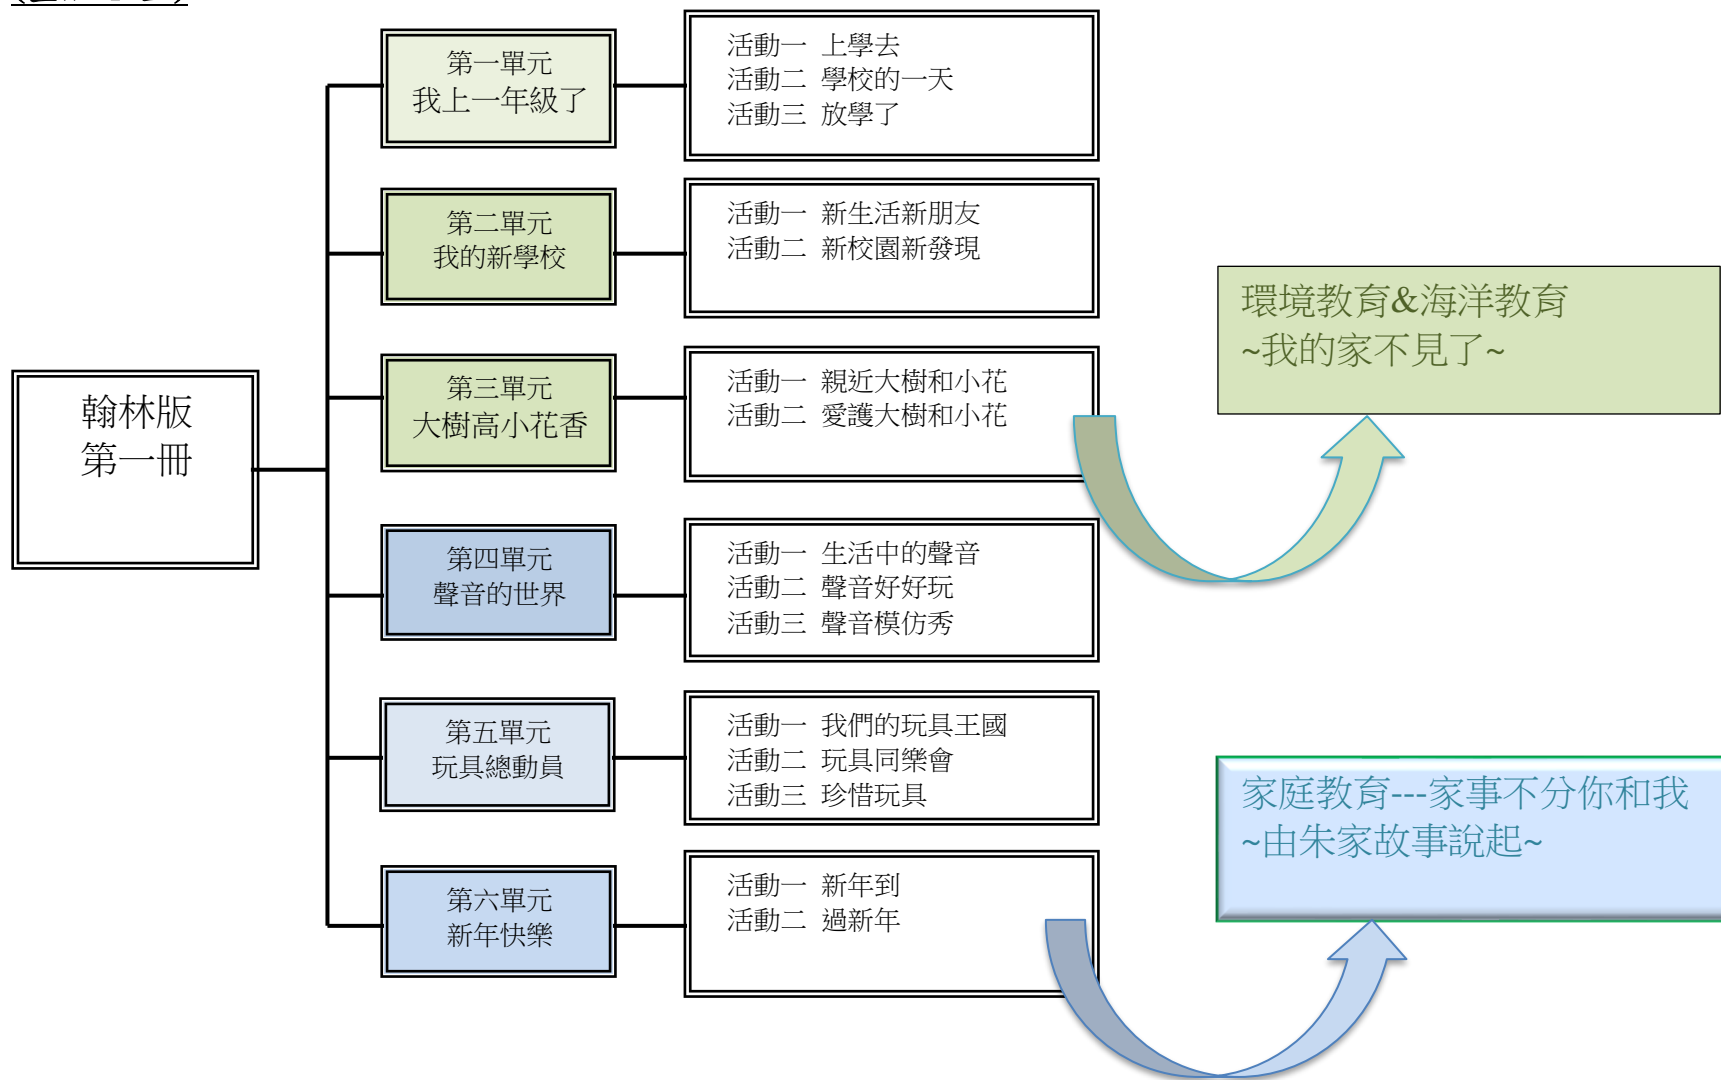 第一單元
我上一年級了
活動一 上學去
活動二 學校的一天
活動三 放學了
第二單元
我的新學校
活動一 新生活新朋友
活動二 新校園新發現
環境教育&海洋教育
~我的家不見了~
翰林版
第一冊
第三單元
大樹高小花香
活動一 親近大樹和小花
活動二 愛護大樹和小花
第四單元
聲音的世界
活動一 生活中的聲音
活動二 聲音好好玩
活動三 聲音模仿秀
第五單元
玩具總動員
活動一 我們的玩具王國
活動二 玩具同樂會
活動三 珍惜玩具
家庭教育---家事不分你和我
~由朱家故事說起~
第六單元
新年快樂
活動一 新年到
活動二 過新年